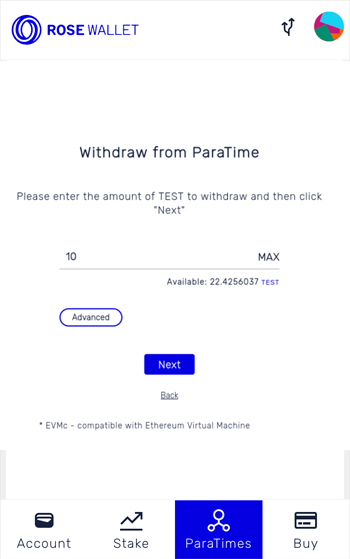 ROSE WALLET
Withdraw from ParaTime
Please enter the amount of TEST to withdraw and then click
"Next"
10 MAX
Available: 22.4256037 TEST
Advanced
Next
Back
* EVMc - compatible with Ethereum Virtual Machine
Account Stake ParaTimes Buy